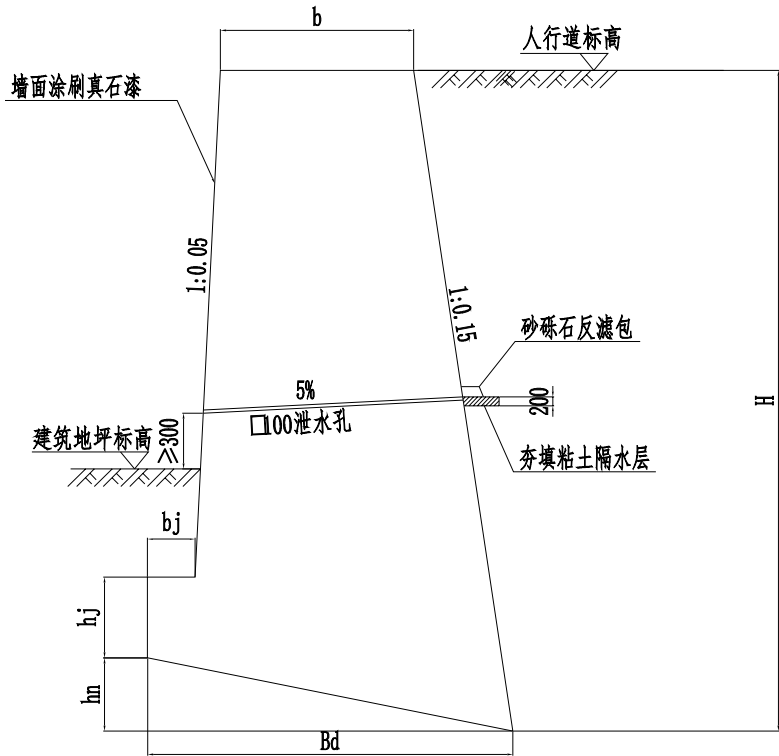 b
人行道标高
墙面涂刷真石漆
1:0.05
1:0.15
砂砾石反滤包
5%
□100泄水孔
200
H
建筑地坪标高
≥300
夯填粘土隔水层
bj
hj
hn
Bd